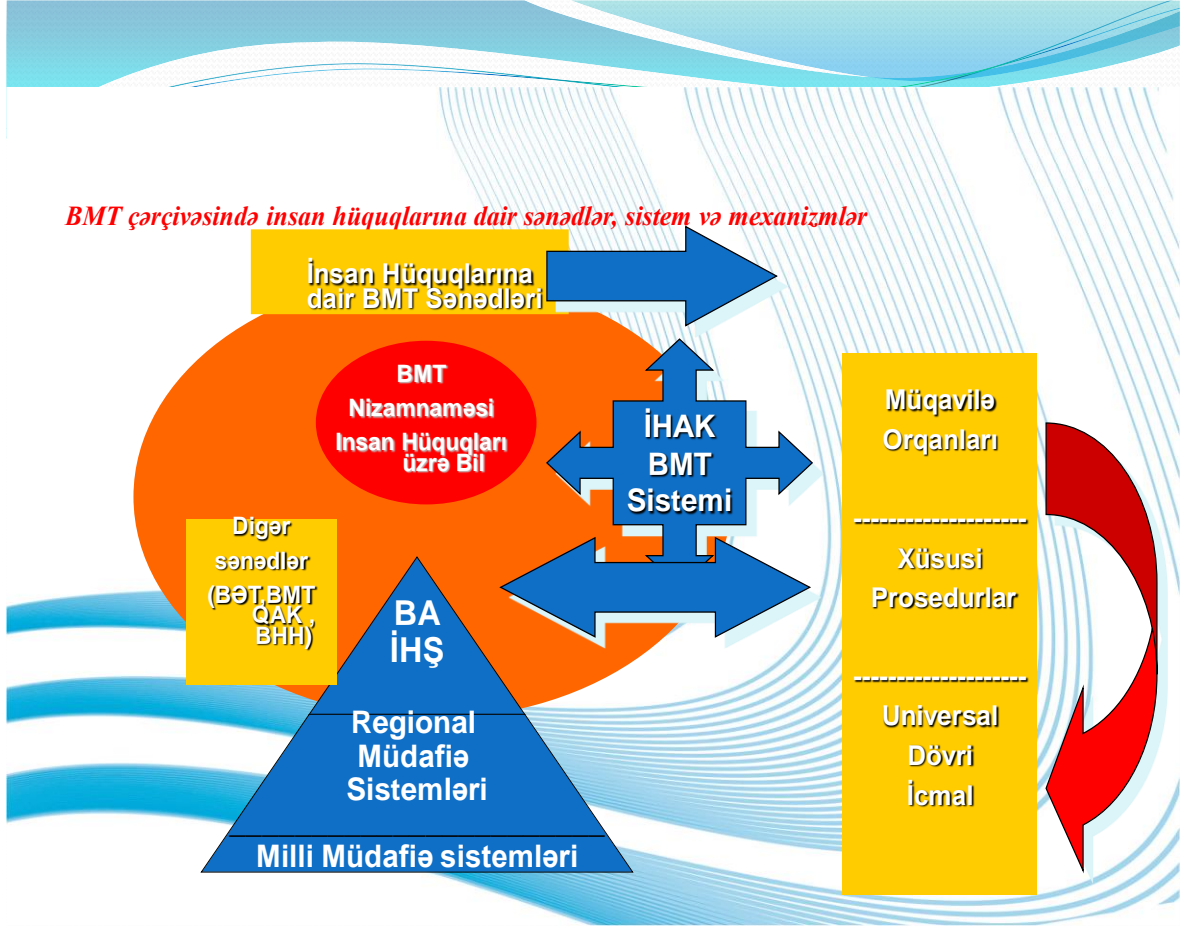 BMT çərçivəsində insan hüquqlarına dair sənədlər, sistem və mexanizmlər
İnsan Hüquqlarına
dair BMT Sənədləri
BMT
Nizamnaməsi
Insan Hüquqları
üzrə Bil
İHAK
BMT
Sistemi
Digər
sənədlər
(BƏT,BMT
QAK ,
BHH)
BA
İHŞ
Regional
Müdafiə
Sistemləri
Milli Müdafiə sistemləri
Müqavilə
Orqanları
--------------------
Xüsusi
Prosedurlar
--------------------
Universal
Dövri
İcmal